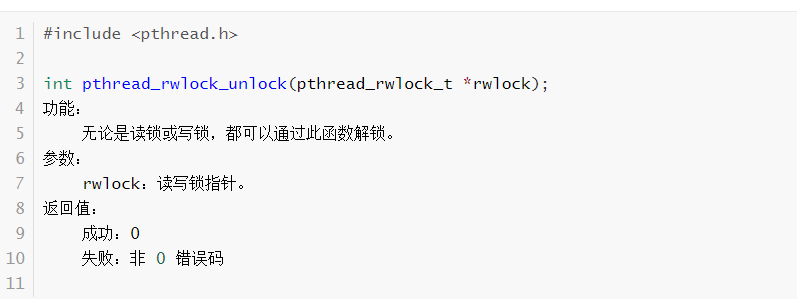 1 #include <pthread.h>
2
3 int pthread_rwlock_unlock(pthread_rwlock_t *rwlock);
4 功能:
5 无论是读锁或写锁，都可以通过此函数解锁。
6 参数:
7 rwlock: 读写锁指针。
8 返回值:
9 成功: 0
10 失败: 非 0 错误码
11